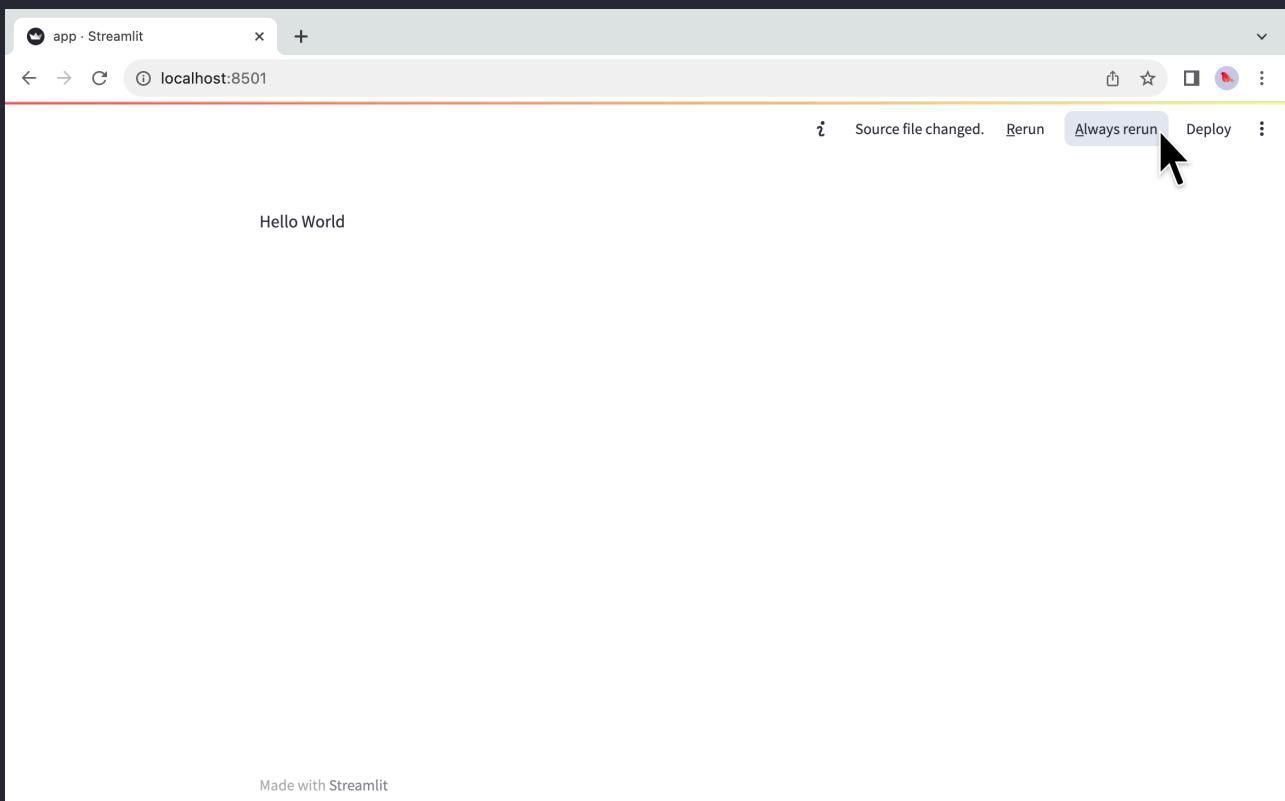 app · Streamlit
localhost:8501
Source file changed. Rerun Always rerun Deploy
Hello World
Made with Streamlit